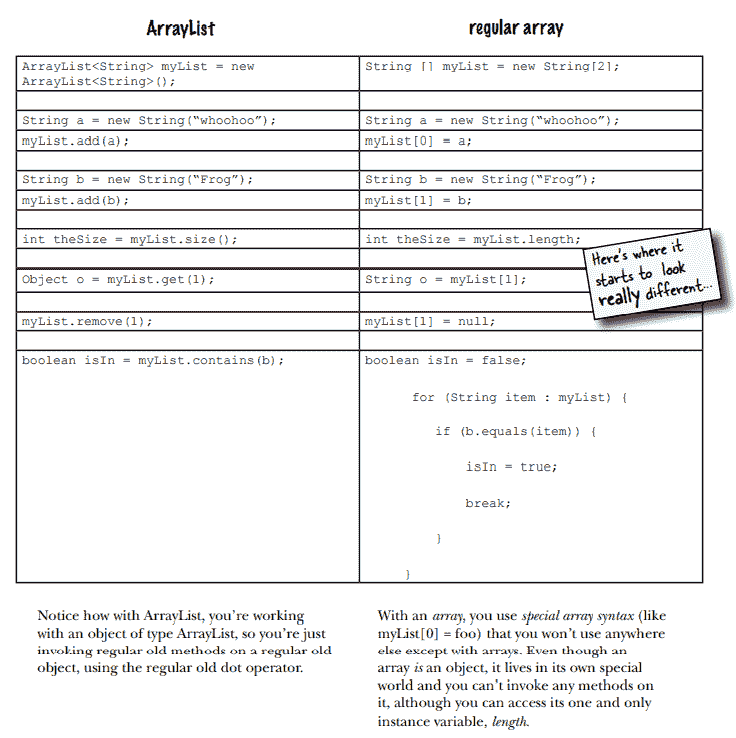 ArrayList
regular array
ArrayList<String> myList = new
ArrayList<String>();
String [] myList = new String[2];
String a = new String(“whoohoo”);
String a = new String(“whoohoo”);
myList.add(a);
myList[0] = a;
String b = new String(“Frog”);
String b = new String(“Frog”);
myList.add(b);
myList[1] = b;
int theSize = myList.size();
int theSize = myList.length;
Here's where it
starts to look
really different...
Object o = myList.get(1);
String o = myList[1];
myList.remove(1);
myList[1] = null;
boolean isIn = myList.contains(b);
boolean isIn = false;
for (String item : myList) {
if (b.equals(item)) {
isIn = true;
break;
}
}
Notice how with ArrayList, you’re working
with an object of type ArrayList, so you’re just
invoking regular old methods on a regular old
object, using the regular old dot operator.
With an array, you use special array syntax (like
myList[0] = foo) that you won’t use anywhere
else except with arrays. Even though an
array is an object, it lives in its own special
world and you can’t invoke any methods on
it, although you can access its one and only
instance variable, length.